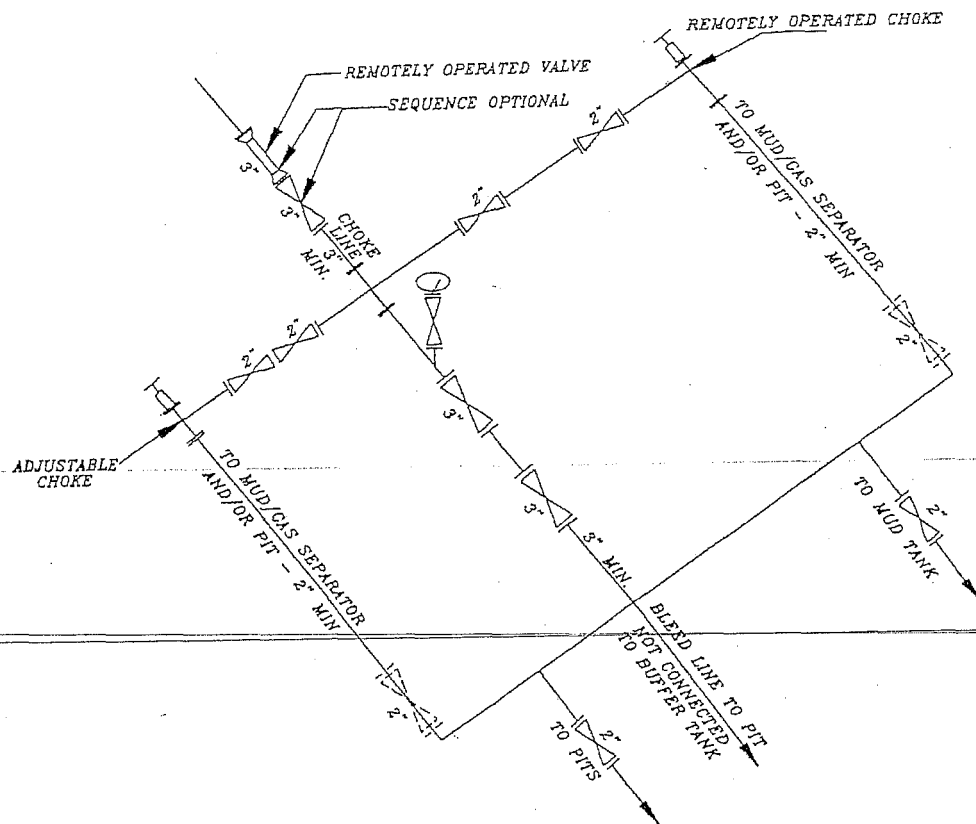 REMOTELY OPERATED CHOKE
REMOTELY OPERATED VALVE
SEQUENCE OPTIONAL
3"
3"
CHOKE
LINE
3"
MIN.
2"
2"
2"
2"
TO MUD/GAS SEPARATOR
AND/OR PIT - 2" MIN
2"
ADJUSTABLE
CHOKE
TO MUD/GAS SEPARATOR
AND/OR PIT - 2" MIN
2"
3"
3"
3" MIN.
BLEED LINE TO PIT
NOT CONNECTED
TO BUFFER TANK
2"
TO MUD TANK
2"
TO PITS